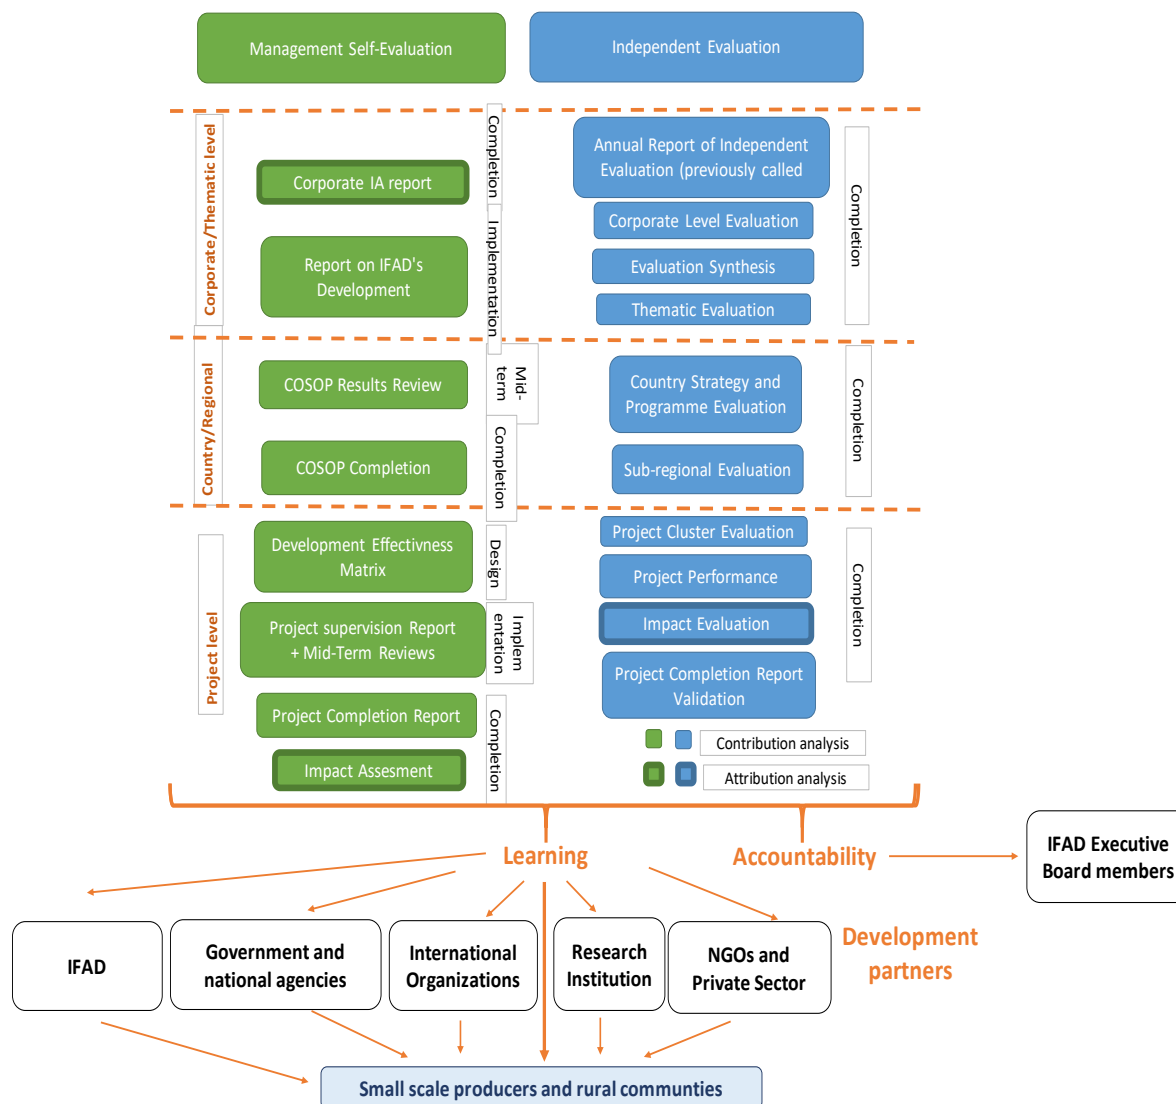 Management Self-Evaluation
Independent Evaluation
Corporate/Thematic level
Corporate IA report
Completion
Report on IFAD's
Development
Implementation
Annual Report of Independent
Evaluation (previously called
Corporate Level Evaluation
Evaluation Synthesis
Thematic Evaluation
Completion
Country/Regional
COSOP Results Review
Mid-
term
COSOP Completion
Completion
Country Strategy and
Programme Evaluation
Sub-regional Evaluation
Completion
Project level
Development Effectivness
Matrix
Design
Project supervision Report
+ Mid-Term Reviews
Implem
entation
Project Completion Report
Impact Assesment
Completion
Project Cluster Evaluation
Project Performance
Impact Evaluation
Project Completion Report
Validation
Completion
Contribution analysis
Attribution analysis
Learning
Accountability
IFAD Executive
Board members
IFAD
Government and
national agencies
International
Organizations
Research
Institution
NGOs and
Private Sector
Development
partners
Small scale producers and rural communties